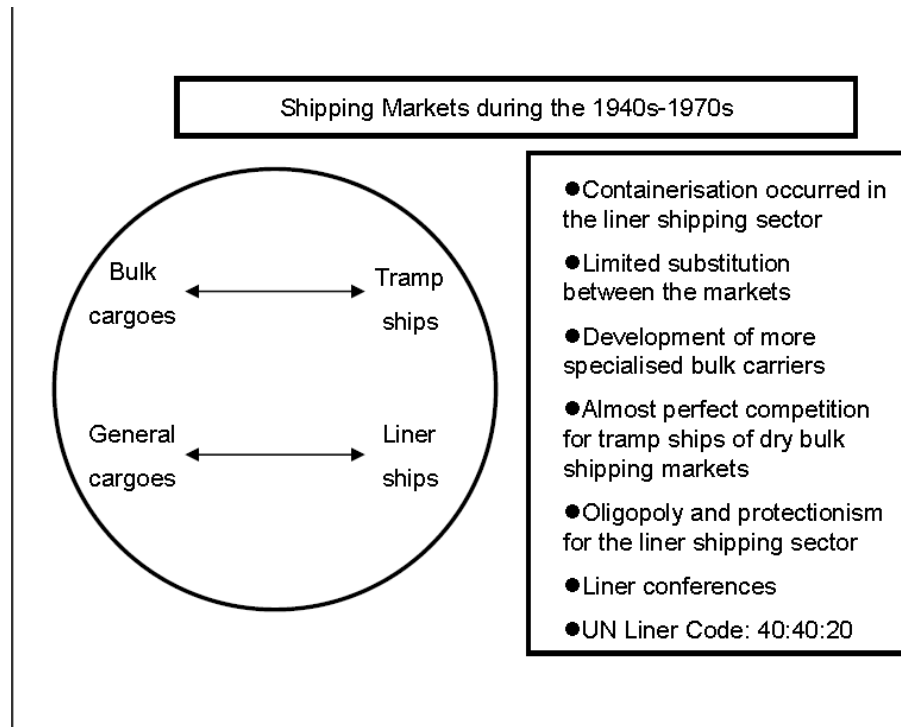 Shipping Markets during the 1940s-1970s
Bulk
cargoes
Tramp
ships
General
cargoes
Liner
ships
●Containerisation occurred in
the liner shipping sector
●Limited substitution
between the markets
●Development of more
specialised bulk carriers
●Almost perfect competition
for tramp ships of dry bulk
shipping markets
●Oligopoly and protectionism
for the liner shipping sector
●Liner conferences
●UN Liner Code: 40:40:20